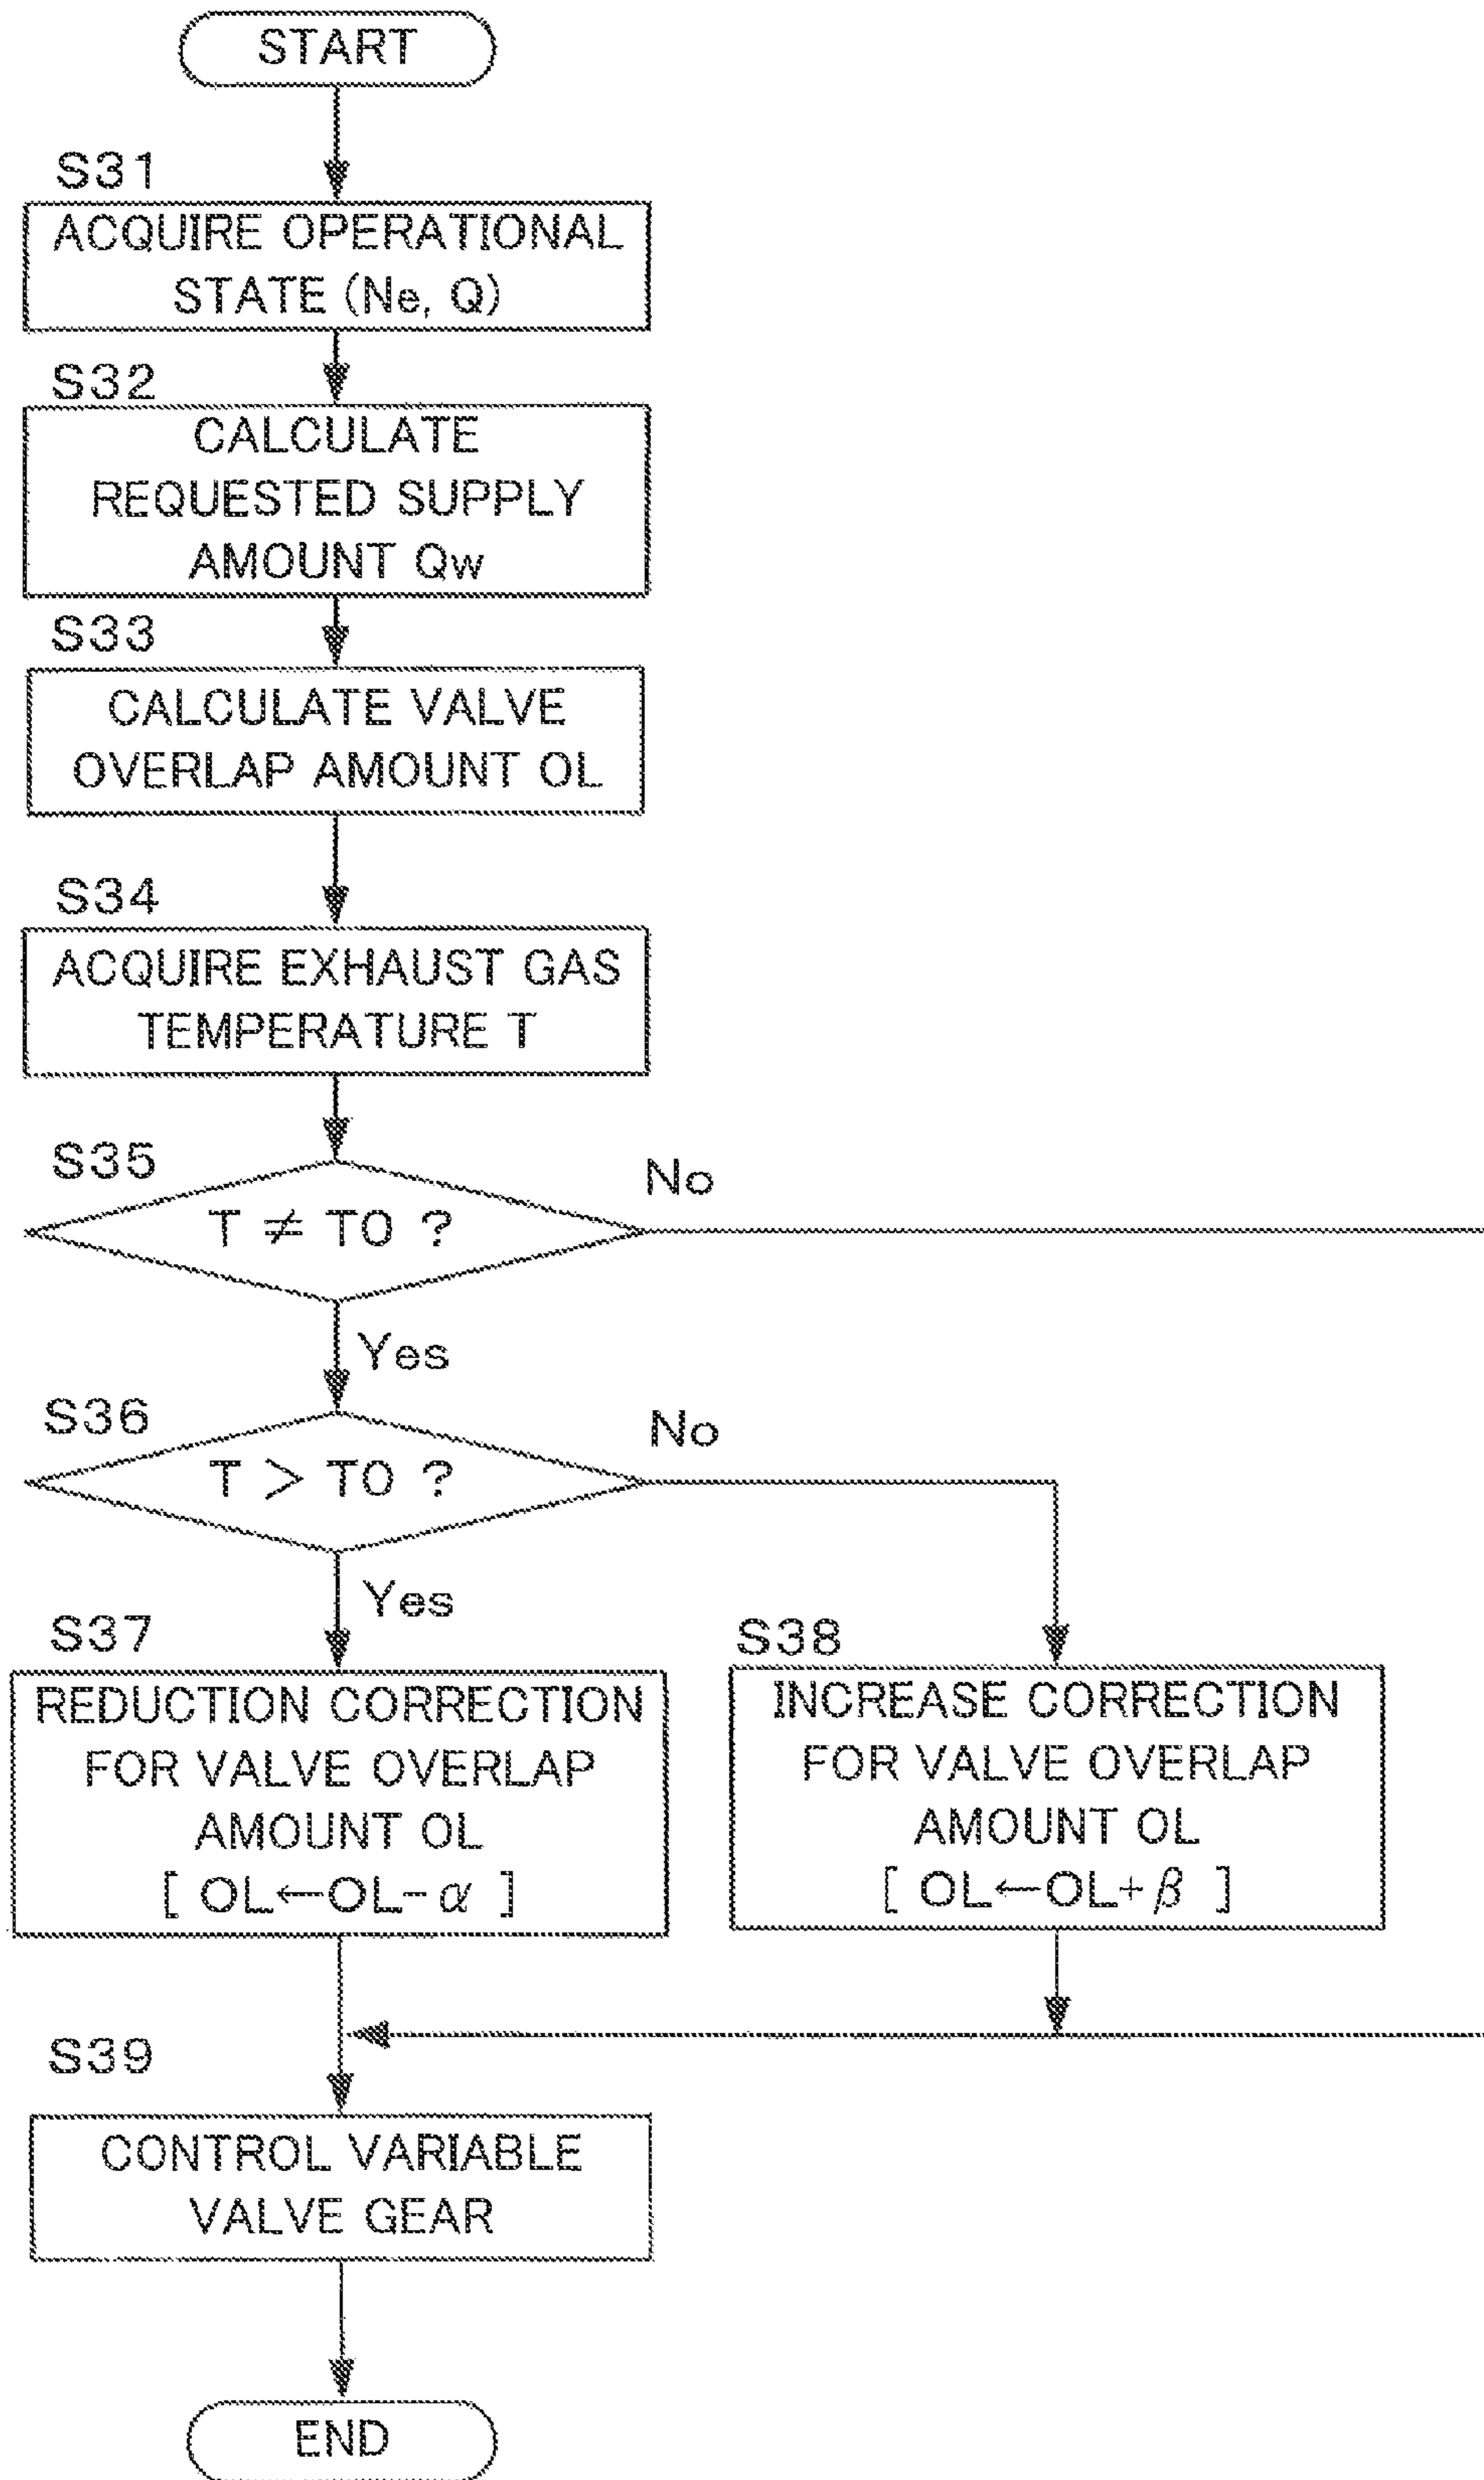 START
S31
ACQUIRE OPERATIONAL
STATE (Ne, Q)
S32
CALCULATE
REQUESTED SUPPLY
AMOUNT Qw
S33
CALCULATE VALVE
OVERLAP AMOUNT OL
S34
ACQUIRE EXHAUST GAS
TEMPERATURE T
S35
T ≠ T0 ?
No
Yes
S36
T > T0 ?
No
Yes
S37
REDUCTION CORRECTION
FOR VALVE OVERLAP
AMOUNT OL
[ OL←OL-α ]
S38
INCREASE CORRECTION
FOR VALVE OVERLAP
AMOUNT OL
[ OL←OL+β ]
S39
CONTROL VARIABLE
VALVE GEAR
END